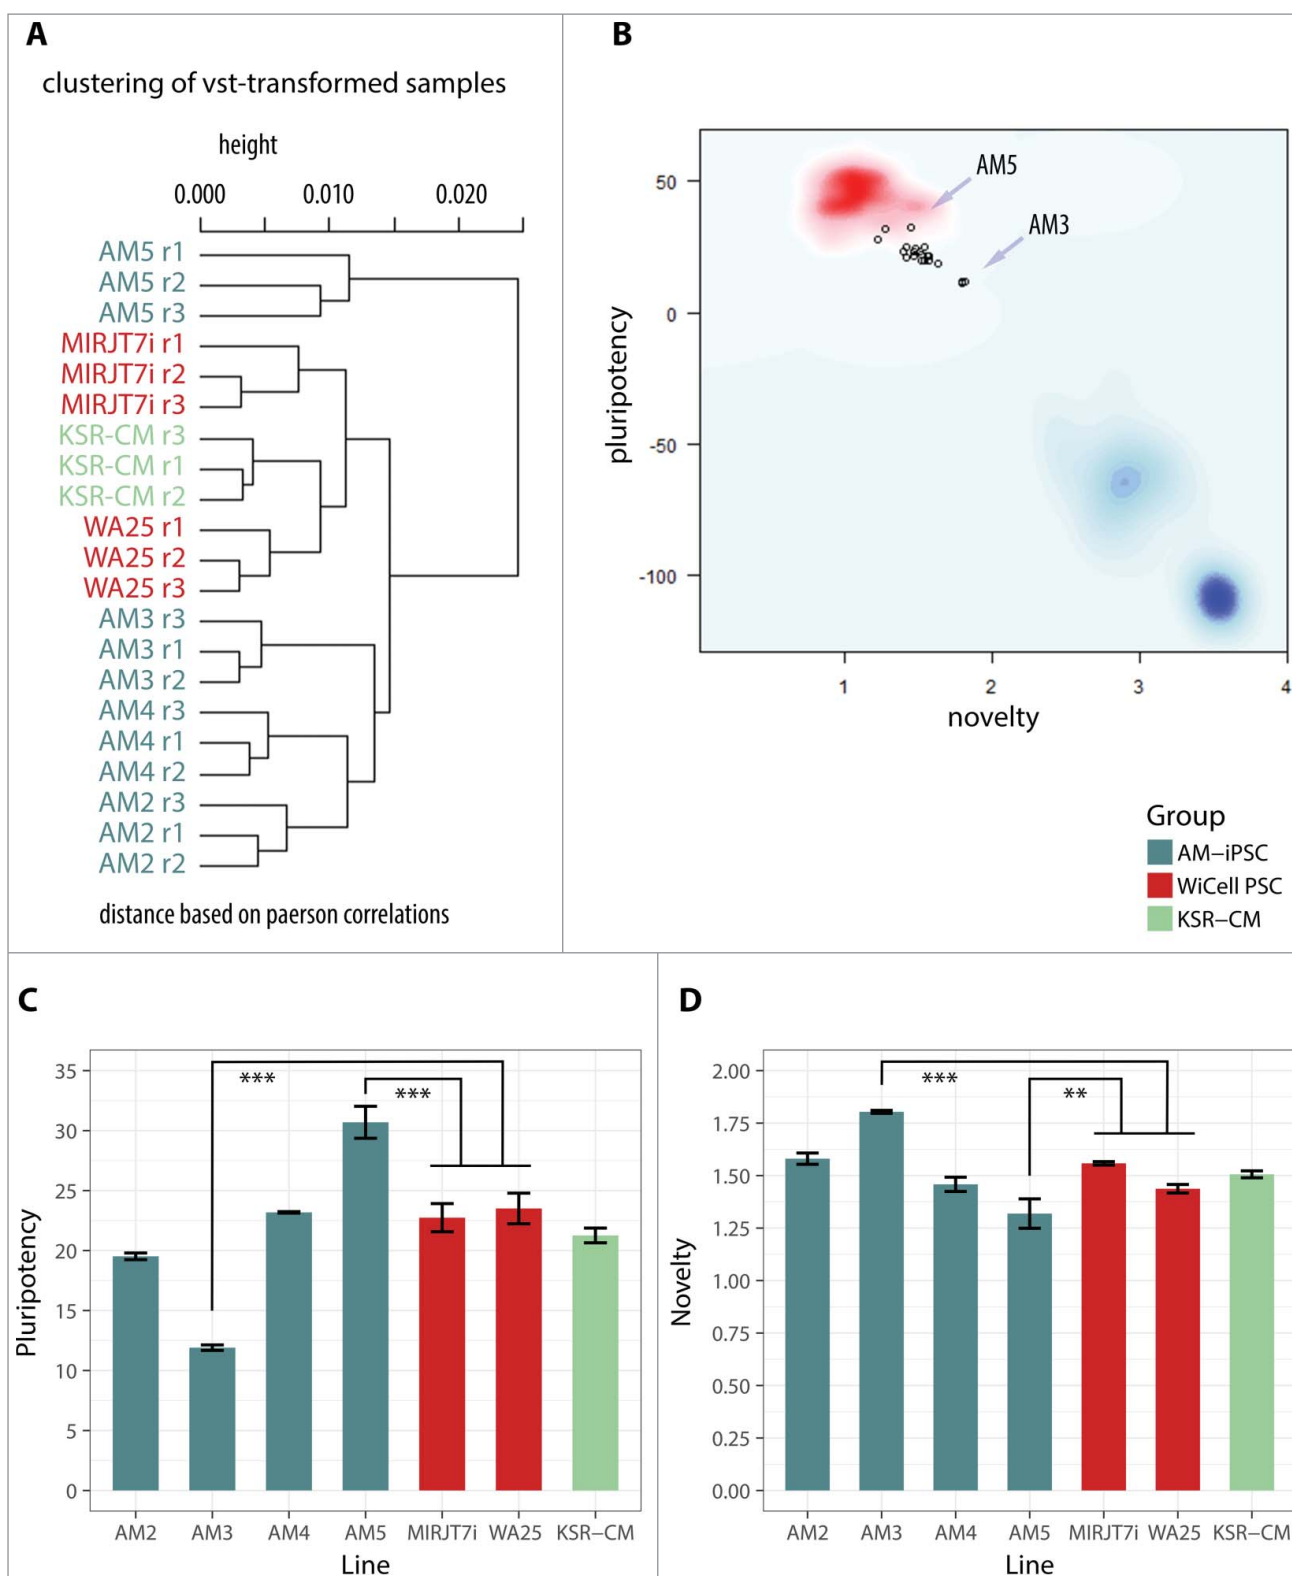 A
clustering of vst-transformed samples
height
0.000 0.010 0.020
AM5 r1
AM5 r2
AM5 r3
MIRJT7i r1
MIRJT7i r2
MIRJT7i r3
KSR-CM r3
KSR-CM r1
KSR-CM r2
WA25 r1
WA25 r2
WA25 r3
AM3 r3
AM3 r1
AM3 r2
AM4 r3
AM4 r1
AM4 r2
AM2 r3
AM2 r1
AM2 r2
distance based on paerson correlations
B
AM5
AM3
pluripotency
50
0
-50
-100
1 2 3 4
novelty
Group
AM-iPSC
WiCell PSC
KSR-CM
C
Pluripotency
35
30
25
20
15
10
5
0
***
***
AM2 AM3 AM4 AM5 MIRJT7i WA25 KSR-CM
Line
D
Novelty
2.00
1.75
1.50
1.25
1.00
0.75
0.50
0.25
0.00
***
**
AM2 AM3 AM4 AM5 MIRJT7i WA25 KSR-CM
Line